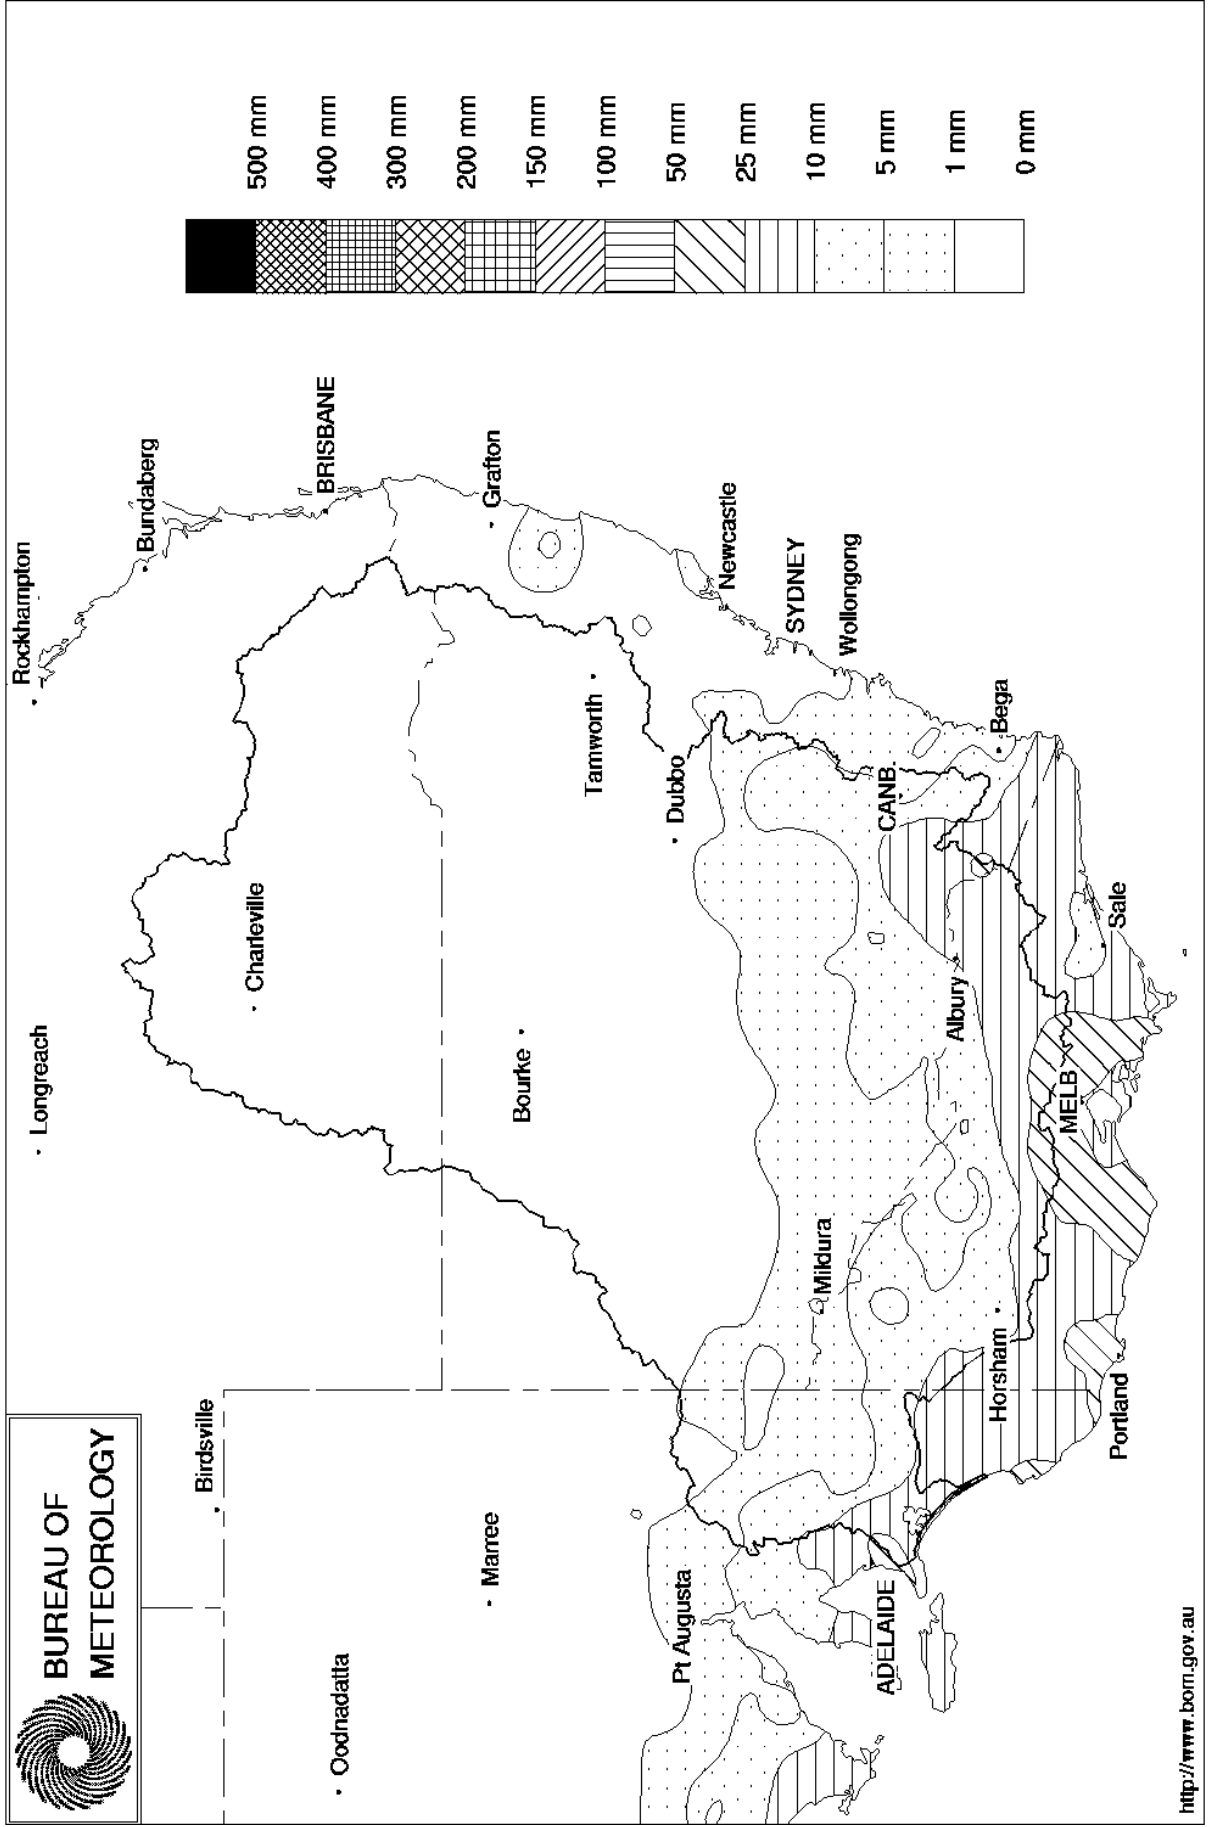 BUREAU OF
METEOROLOGY
Longreach
Rockhampton
Bundaberg
Birdsville
Charleville
BRISBANE
Oodnadatta
Marree
Bourke
Grafton
Tamworth
Pt Augusta
Dubbo
Newcastle
Mildura
SYDNEY
Wollongong
ADELAIDE
CANB.
Albury
Horsham
Bega
MELB
Portland
Sale
500 mm
400 mm
300 mm
200 mm
150 mm
100 mm
50 mm
25 mm
10 mm
5 mm
1 mm
0 mm
http://www.bom.gov.au